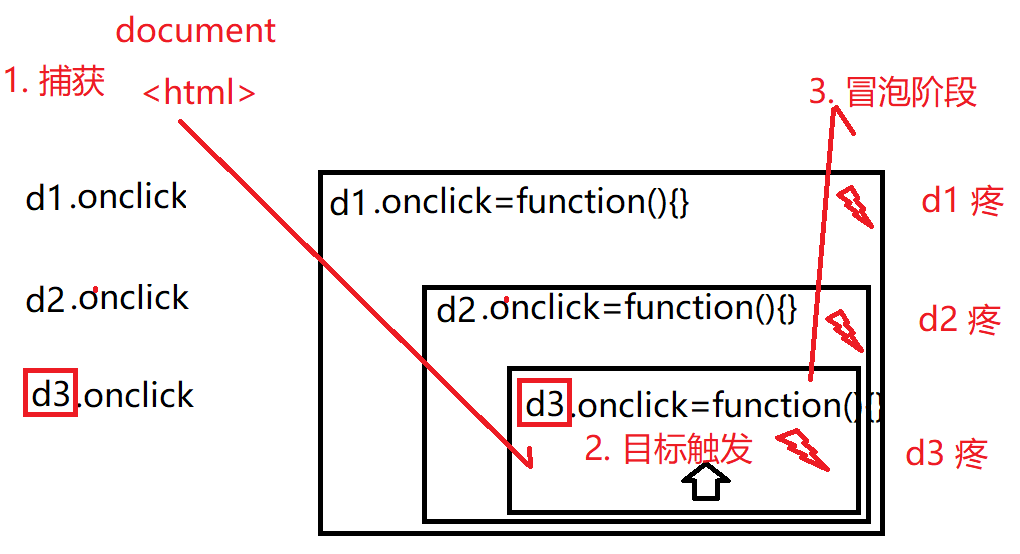 document
1. 捕获
<html>
3. 冒泡阶段
d1.onclick
d1.onclick=function(){}
d1 疼
d2.onclick
d2.onclick=function(){}
d2 疼
d3.onclick
d3.onclick=function(){}
2. 目标触发
d3 疼